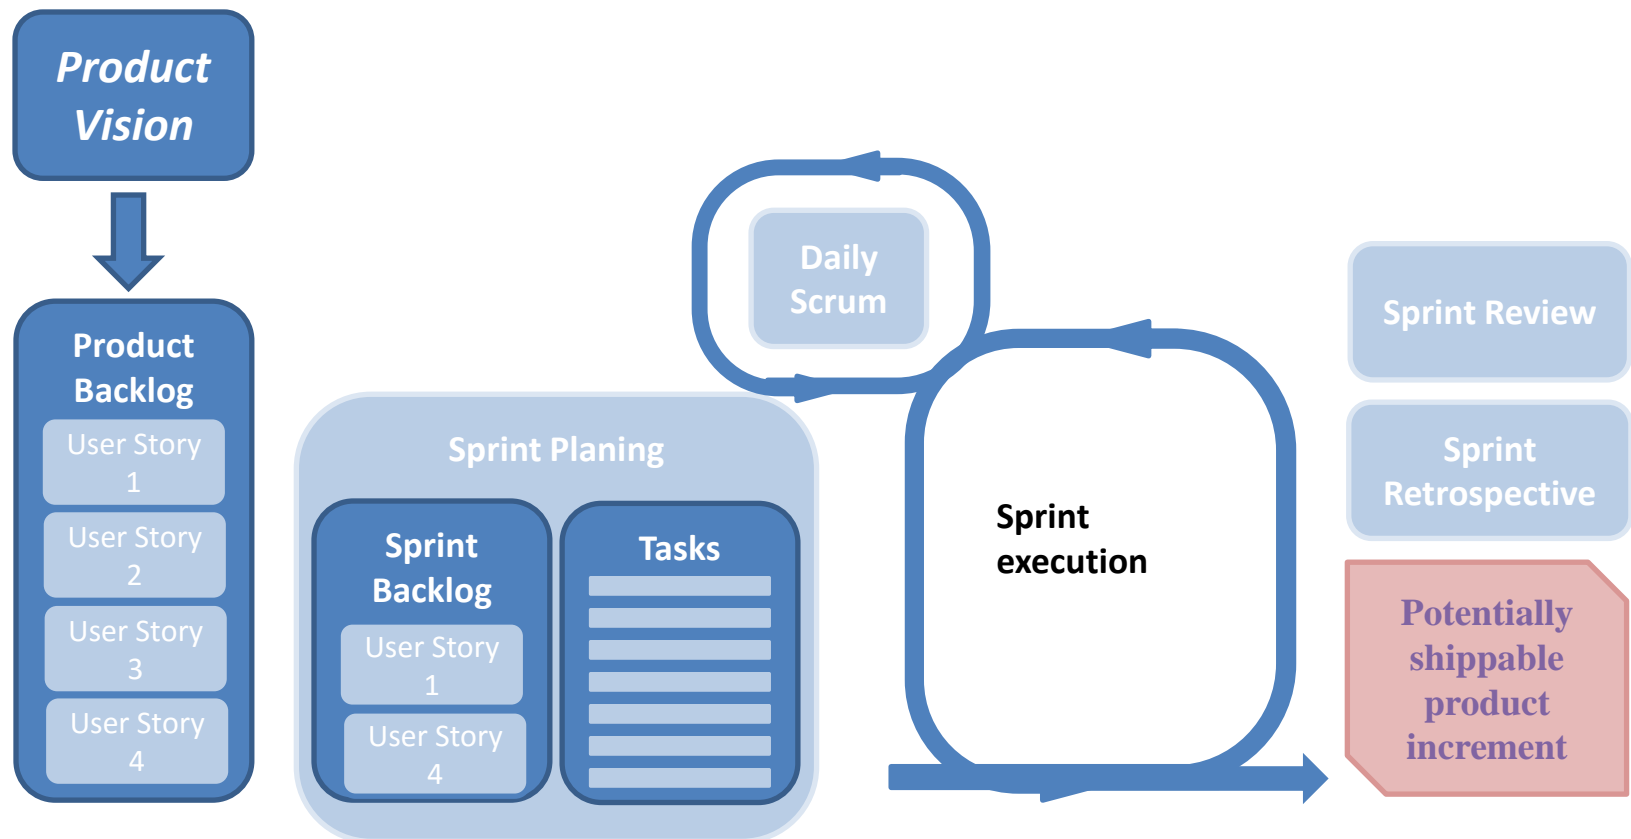 Product
Vision
Product
Backlog
User Story
1
User Story
2
User Story
3
User Story
4
Sprint Planing
Sprint
Backlog
User Story
1
User Story
4
Tasks
Daily
Scrum
Sprint
execution
Sprint Review
Sprint
Retrospective
Potentially
shippable
product
increment